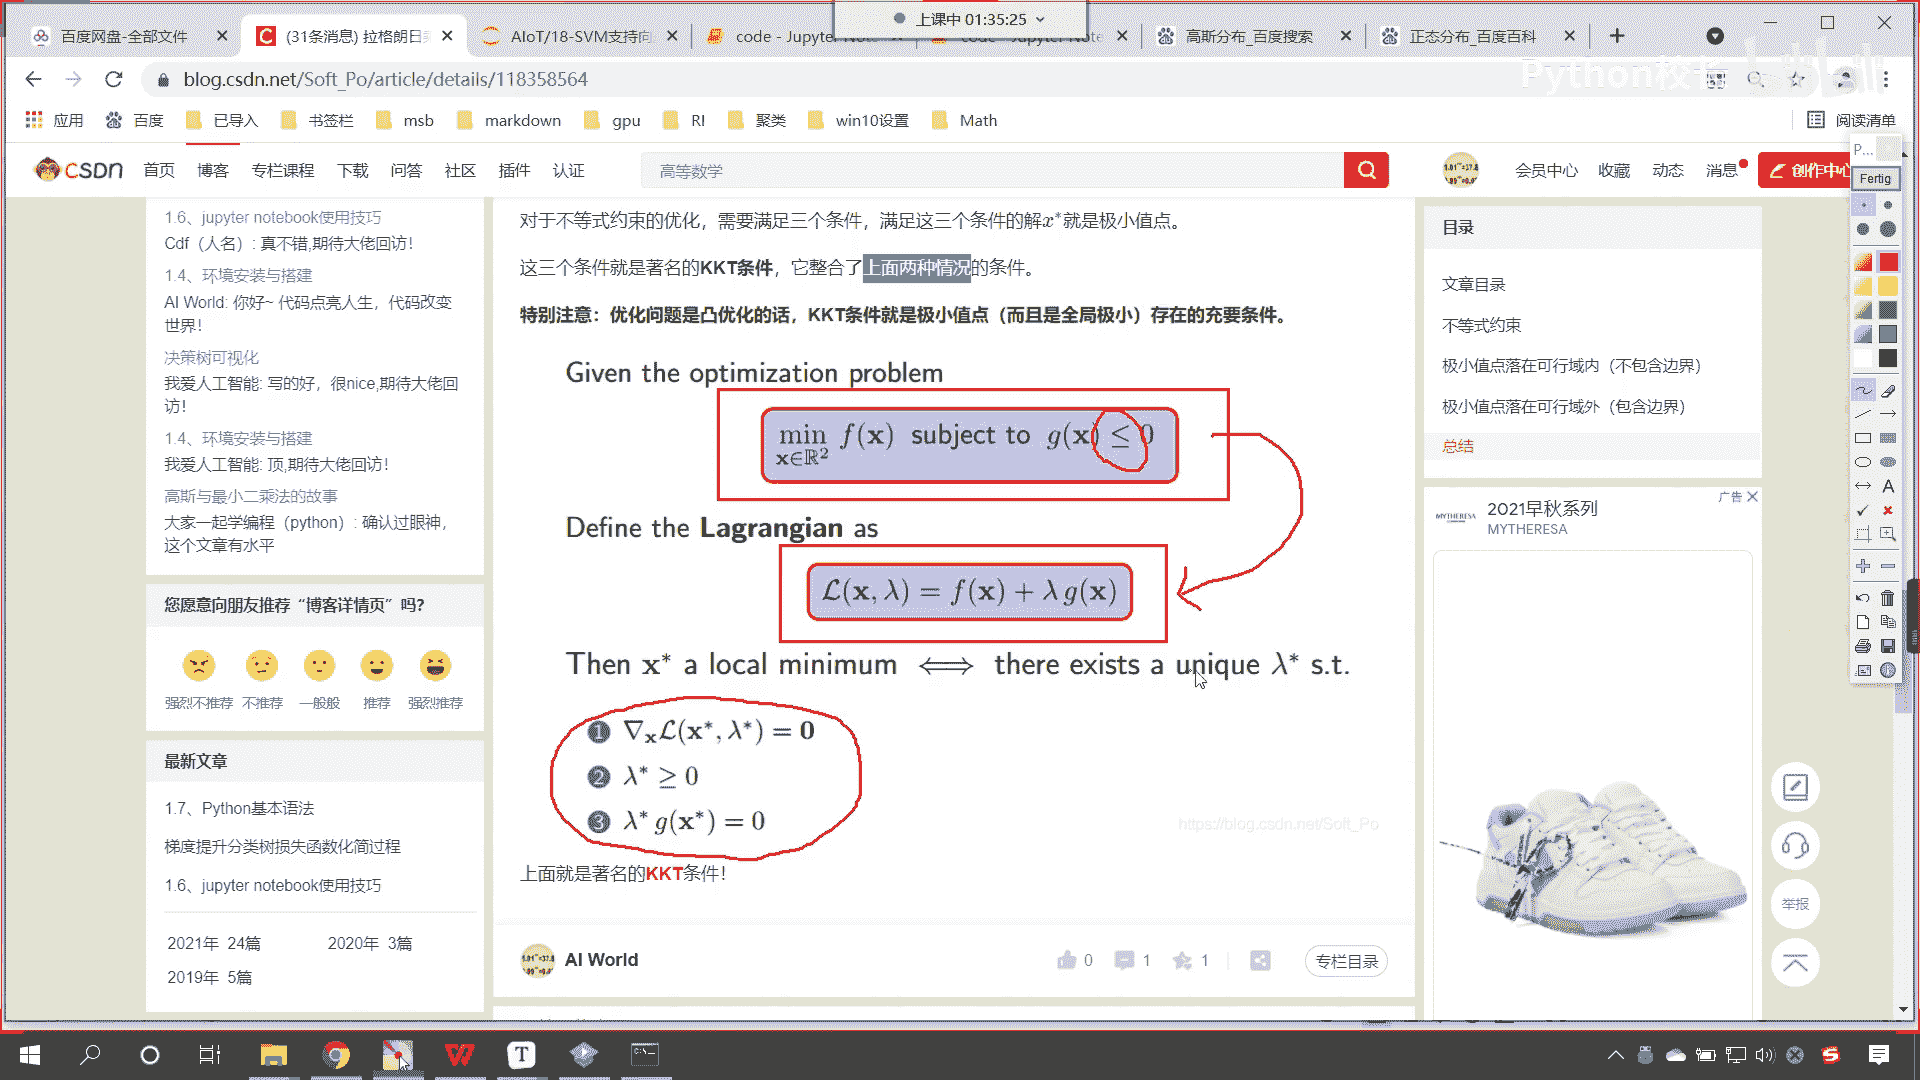 上课中 01:35:25
百度网盘-全部文件
(31条消息) 拉格朗日
AIoT/18-SVM支持向
code - Jupyter Note
code - Jupyter Note
高斯分布_百度搜索
正态分布_百度百科
blog.csdn.net/Soft_Po/article/details/118358564
Python校长
bilibili
应用 百度 已导入 书签栏 msb markdown gpu RI 聚类 win10设置 Math 阅读清单
CSDN 首页 博客 专栏课程 下载 问答 社区 插件 认证 高等数学 会员中心 收藏 动态 消息 创作中心
P...
Fertig
1.6、jupyter notebook使用技巧
Cdf（人名）: 真不错,期待大佬回访！
1.4、环境安装与搭建
AI World: 你好~ 代码点亮人生，代码改变
世界！
决策树可视化
我爱人工智能: 写的好，很nice,期待大佬回
访！
1.4、环境安装与搭建
我爱人工智能: 顶,期待大佬回访！
高斯与最小二乘法的故事
大家一起学编程（python）: 确认过眼神，
这个文章有水平
您愿意向朋友推荐“博客详情页”吗？
强烈不推荐 不推荐 一般般 推荐 强烈推荐
最新文章
1.7、Python基本语法
梯度提升分类树损失函数化简过程
1.6、jupyter notebook使用技巧
2021年 24篇 2020年 3篇
2019年 5篇
对于不等式约束的优化，需要满足三个条件，满足这三个条件的解x*就是极小值点。
这三个条件就是著名的KKT条件，它整合了上面两种情况的条件。
特别注意：优化问题是凸优化的话，KKT条件就是极小值点（而且是全局极小）存在的充要条件。
Given the optimization problem
min x∈ℝ² f(x) subject to g(x) ≤ 0
Define the Lagrangian as
ℒ(x, λ) = f(x) + λ g(x)
Then x* a local minimum ⟺ there exists a unique λ* s.t.
1 ∇xℒ(x*, λ*) = 0
2 λ* ≥ 0
3 λ* g(x*) = 0
https://blog.csdn.net/Soft_Po
上面就是著名的KKT条件！
AI World 0 1 1 专栏目录
目录
文章目录
不等式约束
极小值点落在可行域内（不包含边界）
极小值点落在可行域外（包含边界）
总结
广告
MYTHERESA
2021早秋系列
MYTHERESA
举报